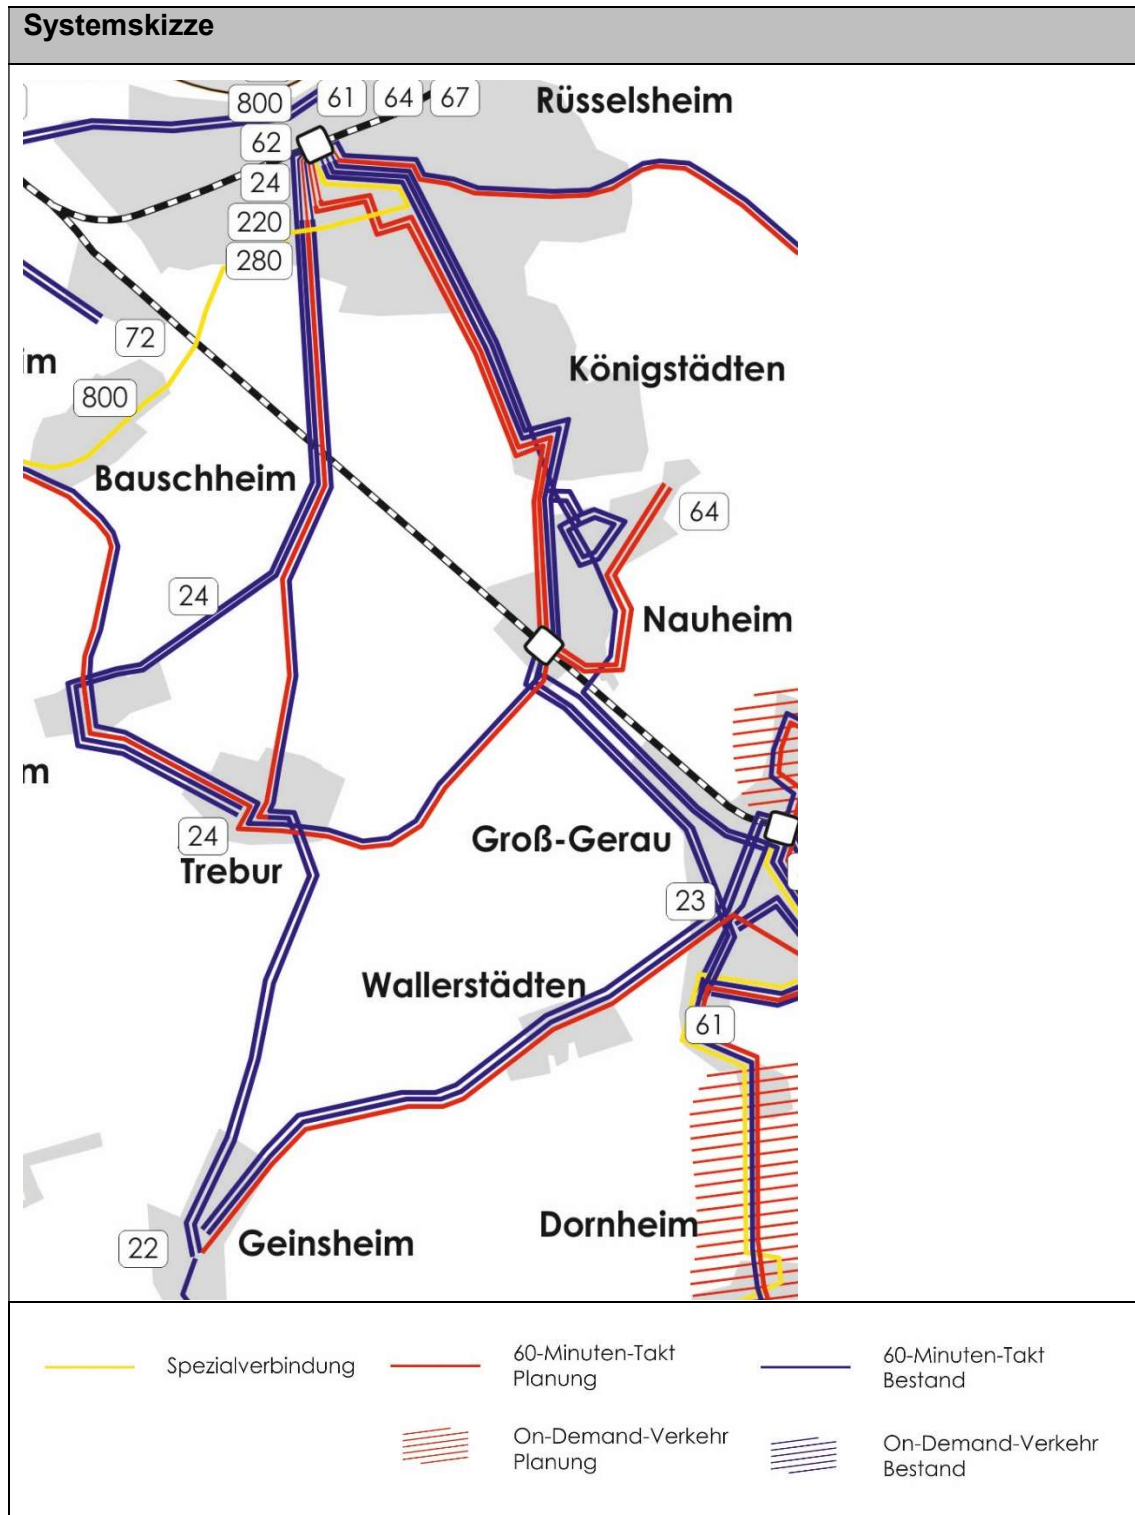 Systemskizze
800
61
64
67
Rüsselsheim
62
24
220
280
72
im
Königstädten
800
Bauschheim
64
24
Nauheim
m
24
Trebur
Groß-Gerau
23
Wallerstädten
61
Dornheim
22
Geinsheim
Spezialverbindung
60-Minuten-Takt
Planung
60-Minuten-Takt
Bestand
On-Demand-Verkehr
Planung
On-Demand-Verkehr
Bestand